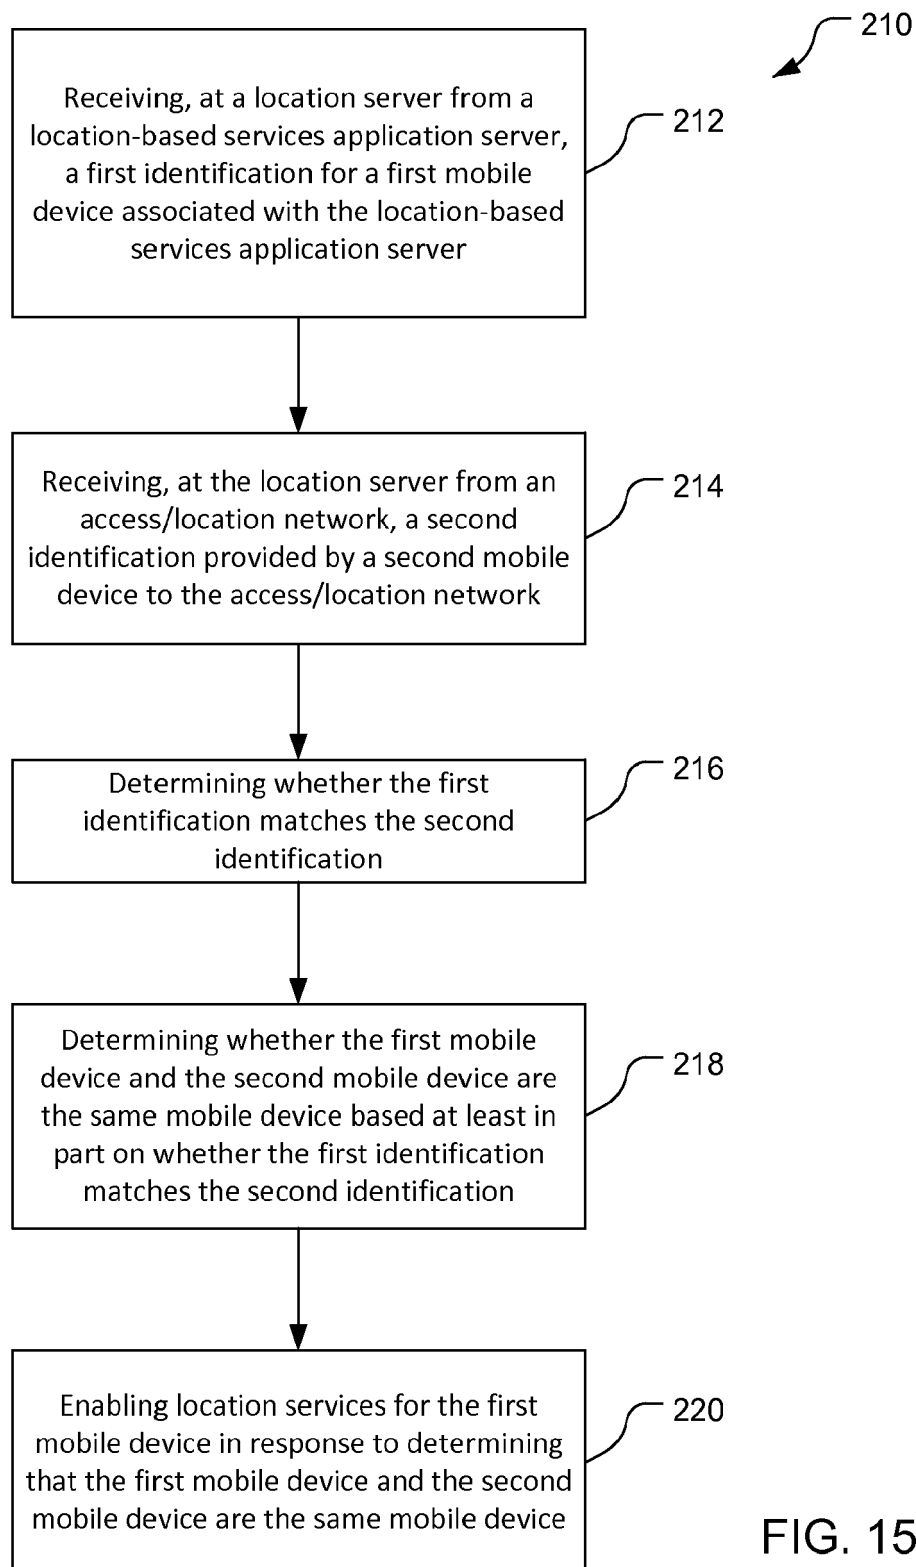 210
Receiving, at a location server from a
location-based services application server,
a first identification for a first mobile
device associated with the location-based
services application server
212
Receiving, at the location server from an
access/location network, a second
identification provided by a second mobile
device to the access/location network
214
Determining whether the first
identification matches the second
identification
216
Determining whether the first mobile
device and the second mobile device are
the same mobile device based at least in
part on whether the first identification
matches the second identification
218
Enabling location services for the first
mobile device in response to determining
that the first mobile device and the second
mobile device are the same mobile device
220
FIG. 15